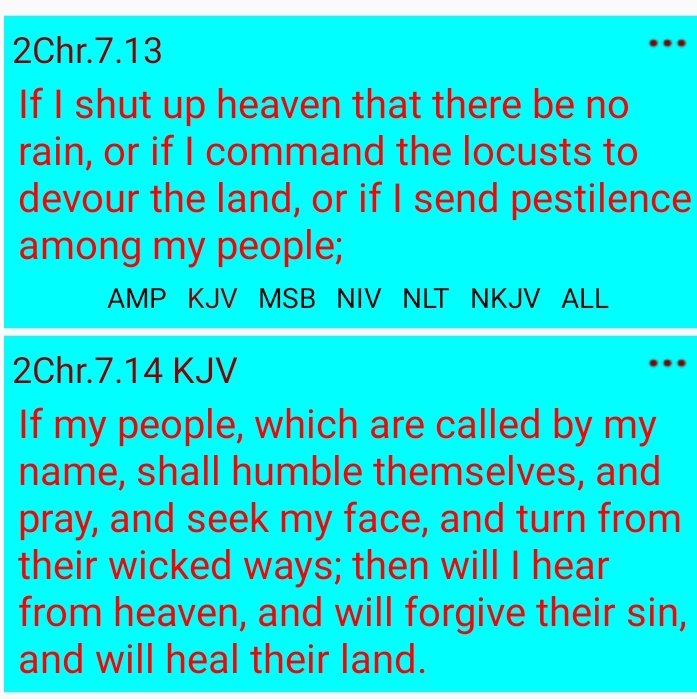 2Chr.7.13
If I shut up heaven that there be no
rain, or if I command the locusts to
devour the land, or if I send pestilence
among my people;
AMP KJV MSB NIV NLT NKJV ALL
2Chr.7.14 KJV
If my people, which are called by my
name, shall humble themselves, and
pray, and seek my face, and turn from
their wicked ways; then will I hear
from heaven, and will forgive their sin,
and will heal their land.